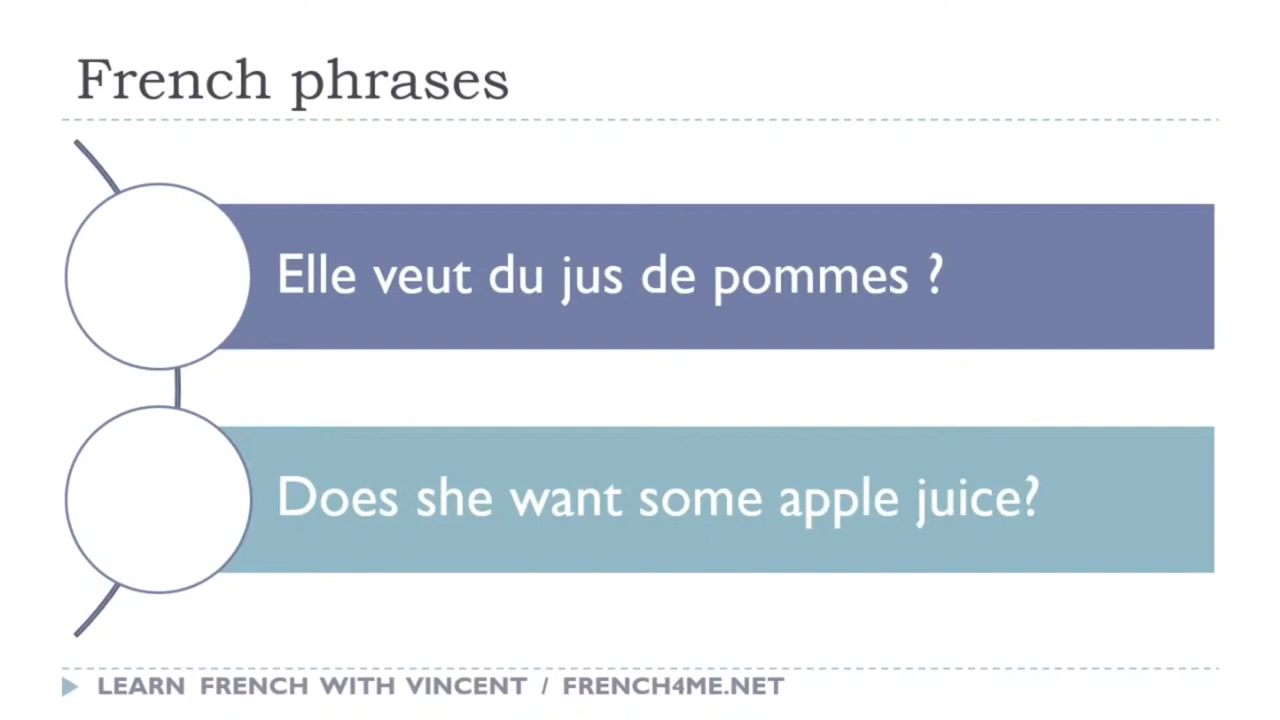 French phrases
Elle veut du jus de pommes ?
Does she want some apple juice?
LEARN FRENCH WITH VINCENT / FRENCH4ME.NET